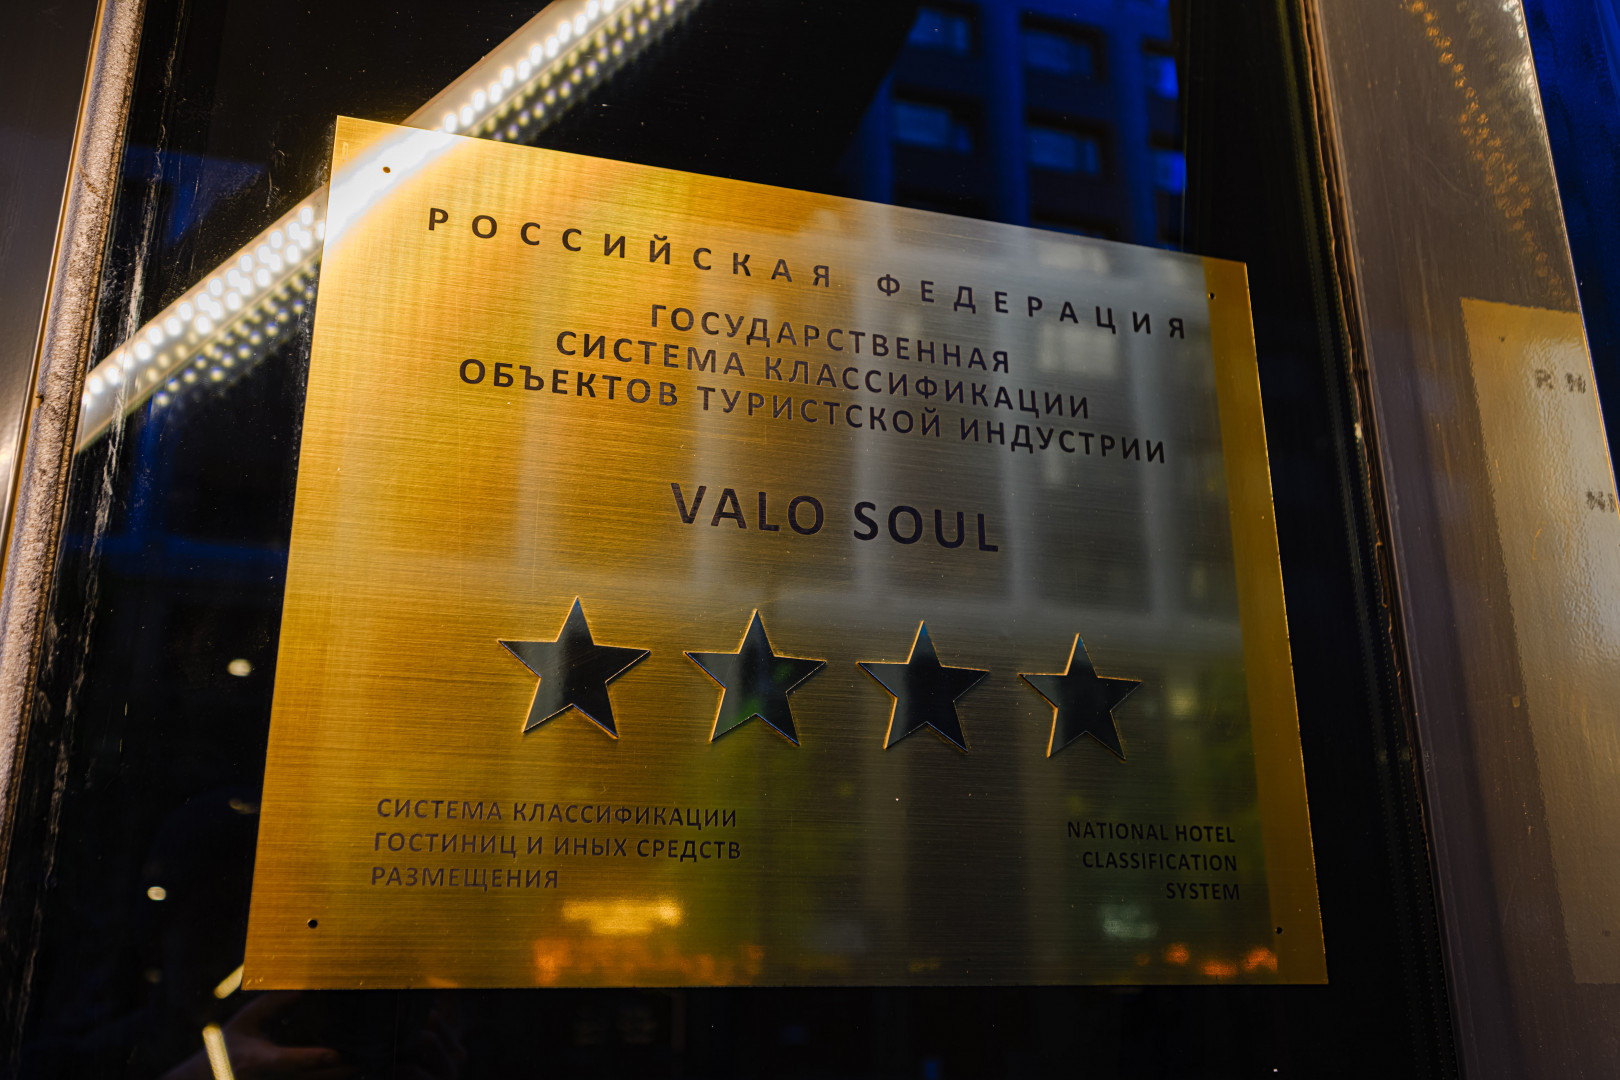 РОССИЙСКАЯ ФЕДЕРАЦИЯ
ГОСУДАРСТВЕННАЯ
СИСТЕМА КЛАССИФИКАЦИИ
ОБЪЕКТОВ ТУРИСТСКОЙ ИНДУСТРИИ
VALO SOUL
СИСТЕМА КЛАССИФИКАЦИИ
ГОСТИНИЦ И ИНЫХ СРЕДСТВ
РАЗМЕЩЕНИЯ
NATIONAL HOTEL
CLASSIFICATION
SYSTEM